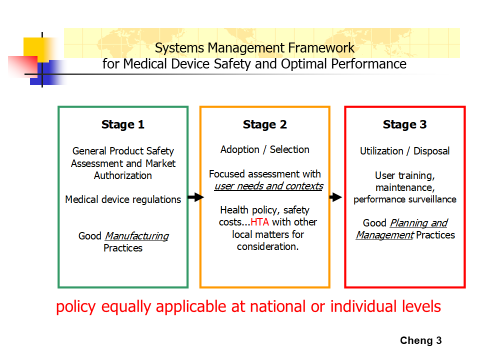 Systems Management Framework
for Medical Device Safety and Optimal Performance
Stage 1
General Product Safety
Assessment and Market
Authorization
Medical device regulations
Good Manufacturing
Practices
Stage 2
Adoption / Selection
Focused assessment with
user needs and contexts
Health policy, safety
costs...HTA with other
local matters for
consideration.
Stage 3
Utilization / Disposal
User training,
maintenance,
performance surveillance
Good Planning and
Management Practices
policy equally applicable at national or individual levels
Cheng 3